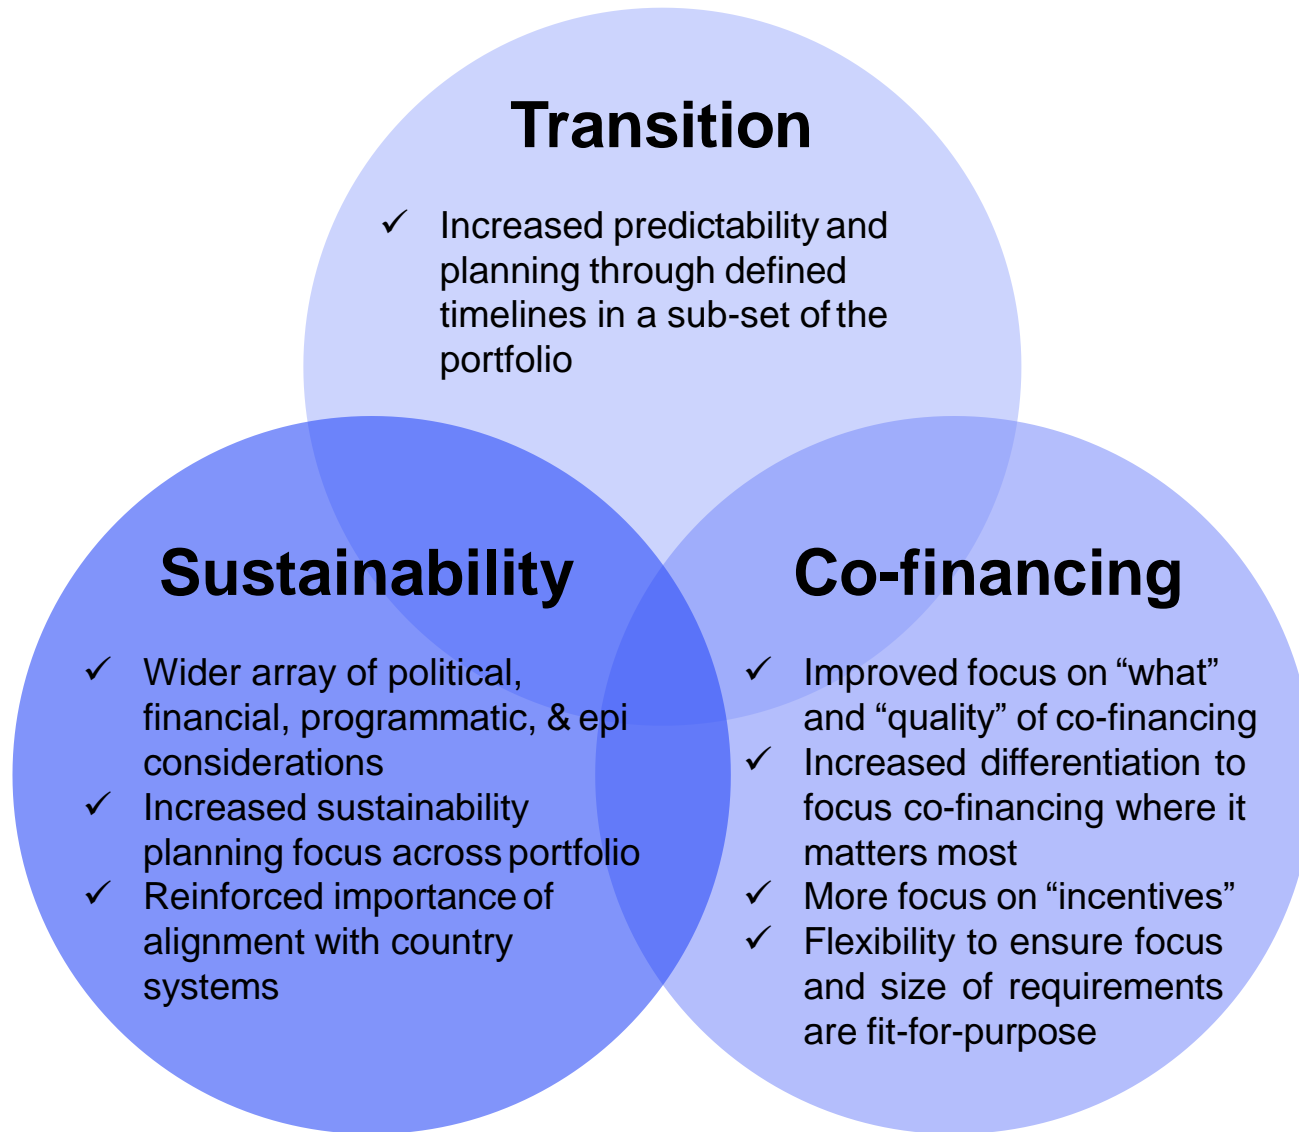 Transition
✓ Increased predictability and
planning through defined
timelines in a sub-set of the
portfolio
Sustainability
✓ Wider array of political,
financial, programmatic, & epi
considerations
✓ Increased sustainability
planning focus across portfolio
✓ Reinforced importance of
alignment with country
systems
Co-financing
✓ Improved focus on “what”
and “quality” of co-financing
✓ Increased differentiation to
focus co-financing where it
matters most
✓ More focus on “incentives”
✓ Flexibility to ensure focus
and size of requirements
are fit-for-purpose